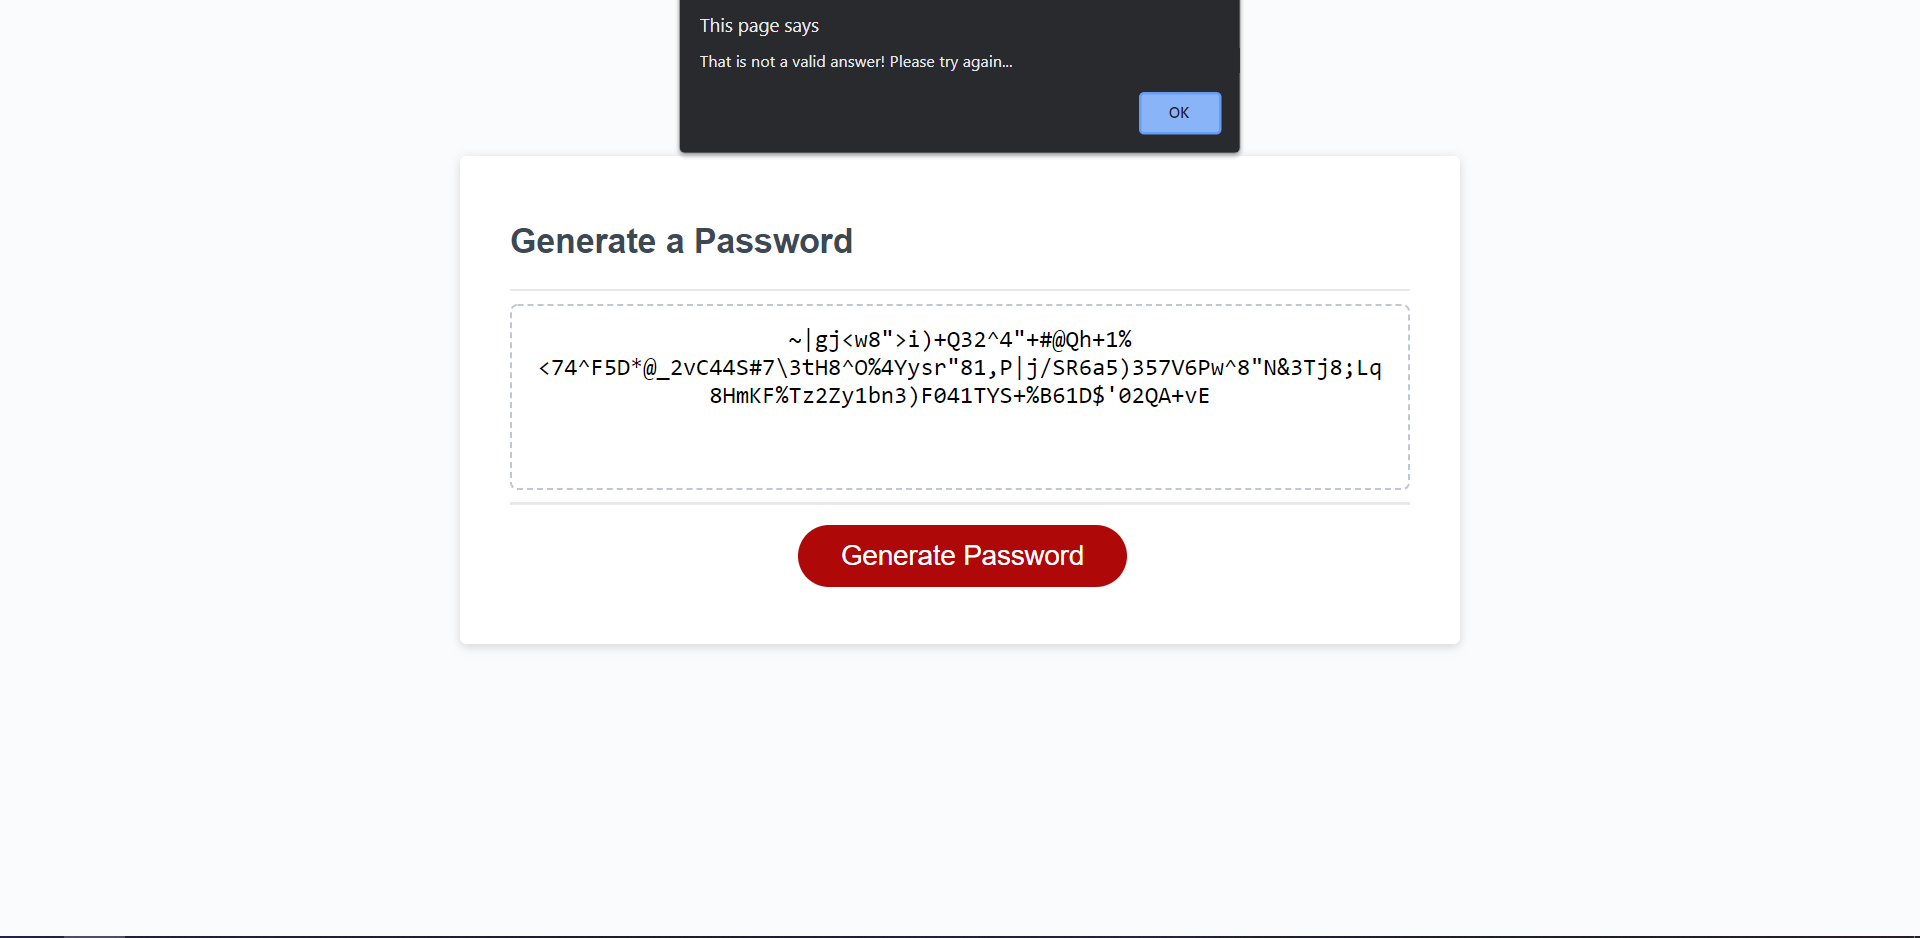 This page says
That is not a valid answer! Please try again...
OK
Generate a Password
~|gj<w8">i)+Q32^4"+#@Qh+1%
<74^F5D*@_2vC44S#7\3tH8^O%4Yysr"81,P|j/SR6a5)357V6Pw^8"N&3Tj8;Lq
8HmKF%Tz2Zy1bn3)F041TYS+%B61D$'02QA+vE
Generate Password